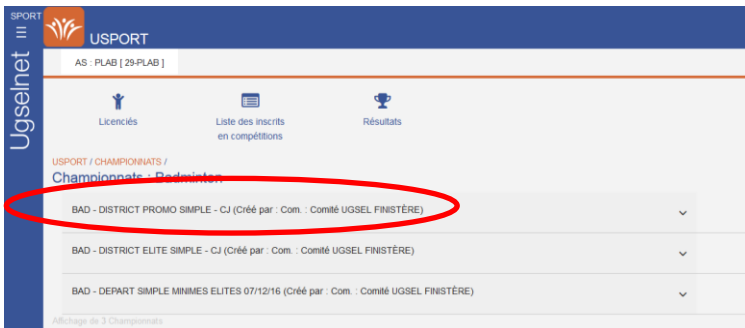 SPORT
USPORT
Ugselnet
AS : PLAB [ 29-PLAB ]
Licenciés
Liste des inscrits
en compétitions
Résultats
USPORT / CHAMPIONNATS /
Championnats : Badminton
BAD - DISTRICT PROMO SIMPLE - CJ (Créé par : Com. : Comité UGSEL FINISTÈRE)
BAD - DISTRICT ELITE SIMPLE - CJ (Créé par : Com. : Comité UGSEL FINISTÈRE)
BAD - DEPART SIMPLE MINIMES ELITES 07/12/16 (Créé par : Com. : Comité UGSEL FINISTÈRE)
Affichage de 3 Championnats